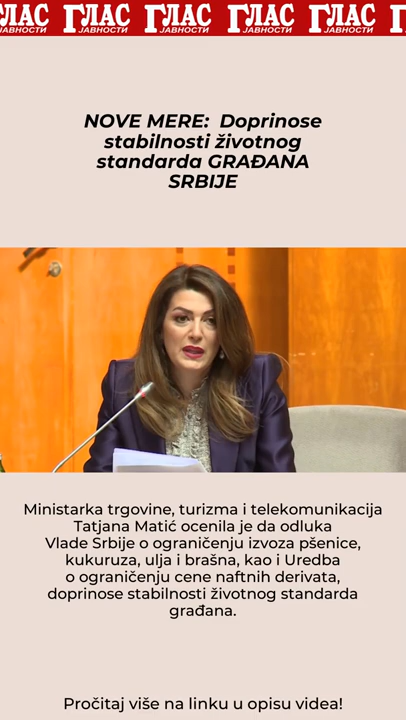 ГЛАС ГЛАС ГЛАС ГЛАС
ЈАВНОСТИ ЈАВНОСТИ ЈАВНОСТИ ЈАВНОСТИ
NOVE MERE: Doprinose
stabilnosti životnog
standarda GRAĐANA
SRBIJE
Ministarka trgovine, turizma i telekomunikacija
Tatjana Matić ocenila je da odluka
Vlade Srbije o ograničenju izvoza pšenice,
kukuruza, ulja i brašna, kao i Uredba
o ograničenju cene naftnih derivata,
doprinose stabilnosti životnog standarda
građana.
Pročitaj više na linku u opisu videa!